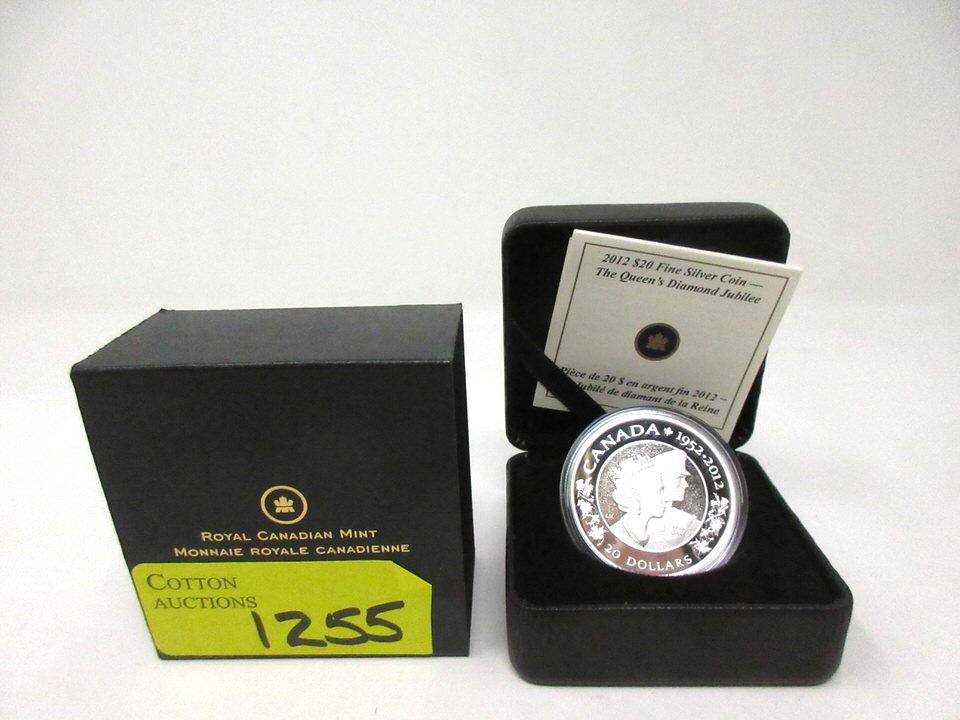 ROYAL CANADIAN MINT
MONNAIE ROYALE CANADIENNE
COTTON
AUCTIONS
1255
2012 $20 Fine Silver Coin —
The Queen's Diamond Jubilee
Pièce de 20 $ en argent fin 2012 –
Jubilé de diamant de la Reine
CANADA 1952-2012
20 DOLLARS